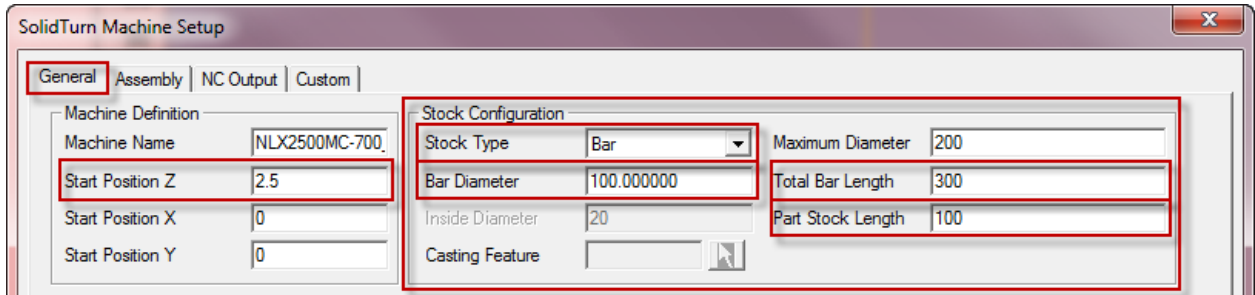 SolidTurn Machine Setup
General Assembly NC Output Custom
Machine Definition
Machine Name NLX2500MC-700_
Start Position Z 2.5
Start Position X 0
Start Position Y 0
Stock Configuration
Stock Type Bar
Bar Diameter 100.000000
Inside Diameter 20
Casting Feature
Maximum Diameter 200
Total Bar Length 300
Part Stock Length 100